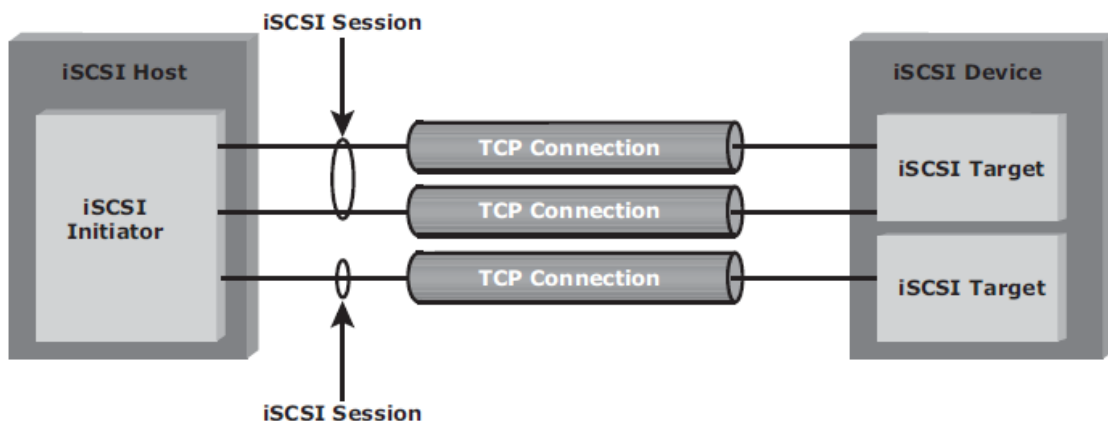 iSCSI Session
iSCSI Host
iSCSI Device
TCP Connection
iSCSI Target
iSCSI
Initiator
TCP Connection
TCP Connection
iSCSI Target
iSCSI Session